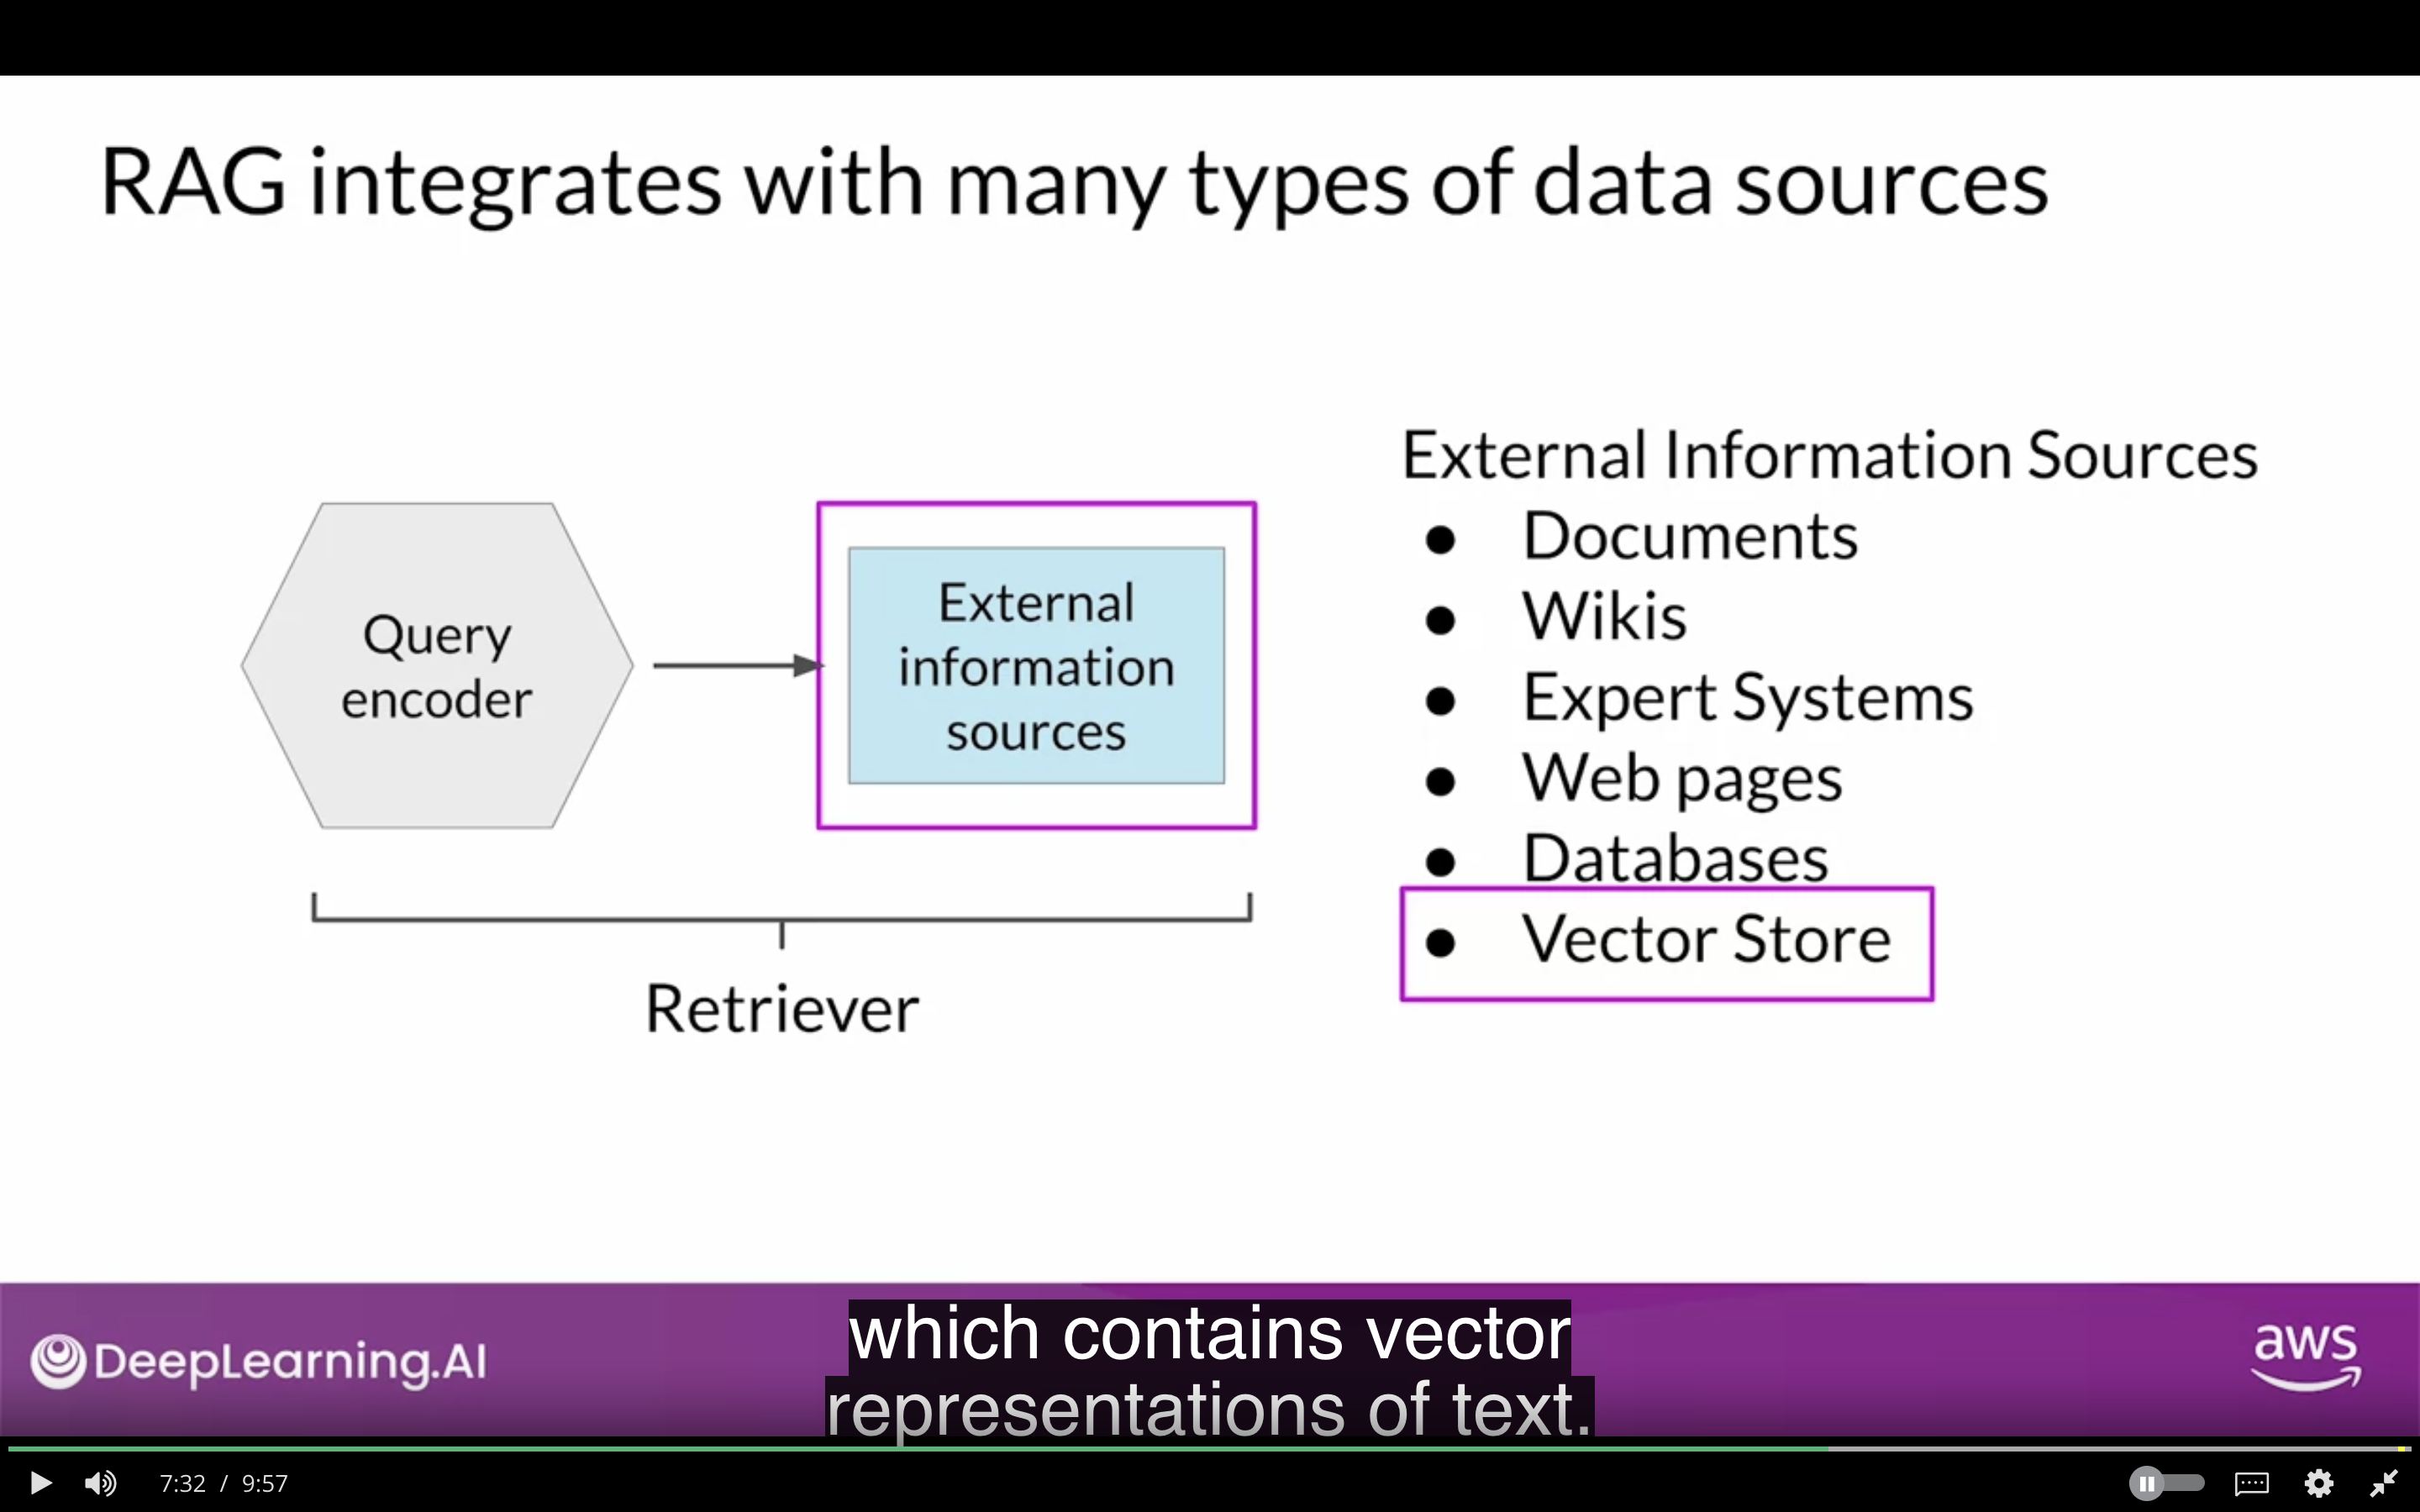 RAG integrates with many types of data sources
Query
encoder
External
information
sources
Retriever
External Information Sources
● Documents
● Wikis
● Expert Systems
● Web pages
● Databases
● Vector Store
DeepLearning.AI
which contains vector
representations of text.
aws
7:32 / 9:57